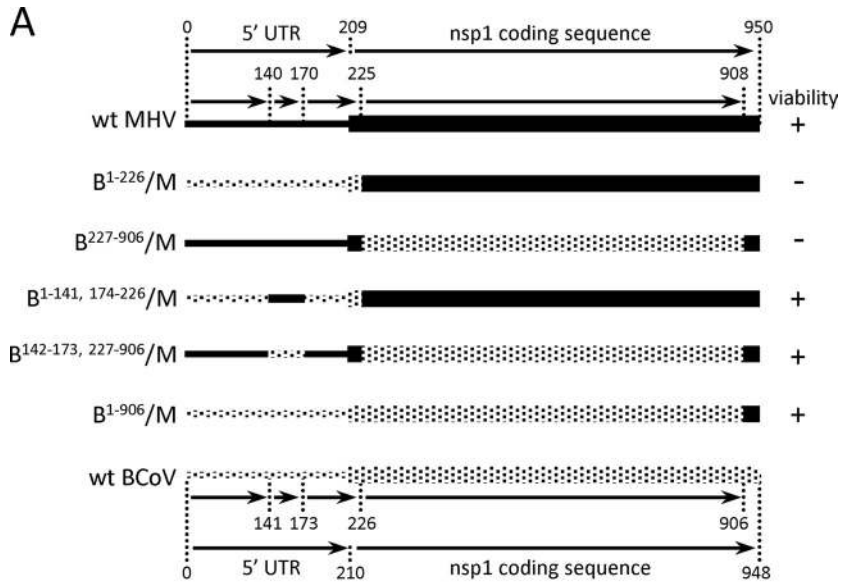 A
0 209 950
5' UTR nsp1 coding sequence
140 170 225 908
viability
wt MHV +
B1-226/M -
B227-906/M -
B1-141, 174-226/M +
B142-173, 227-906/M +
B1-906/M +
wt BCoV
141 173 226 906
5' UTR nsp1 coding sequence
0 210 948